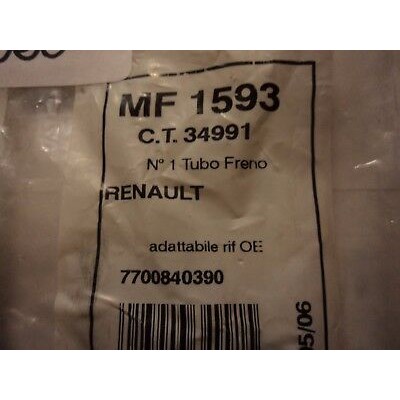 MF 1593
C.T. 34991
N° 1 Tubo Freno
RENAULT
adattabile rif OE
7700840390
05/06